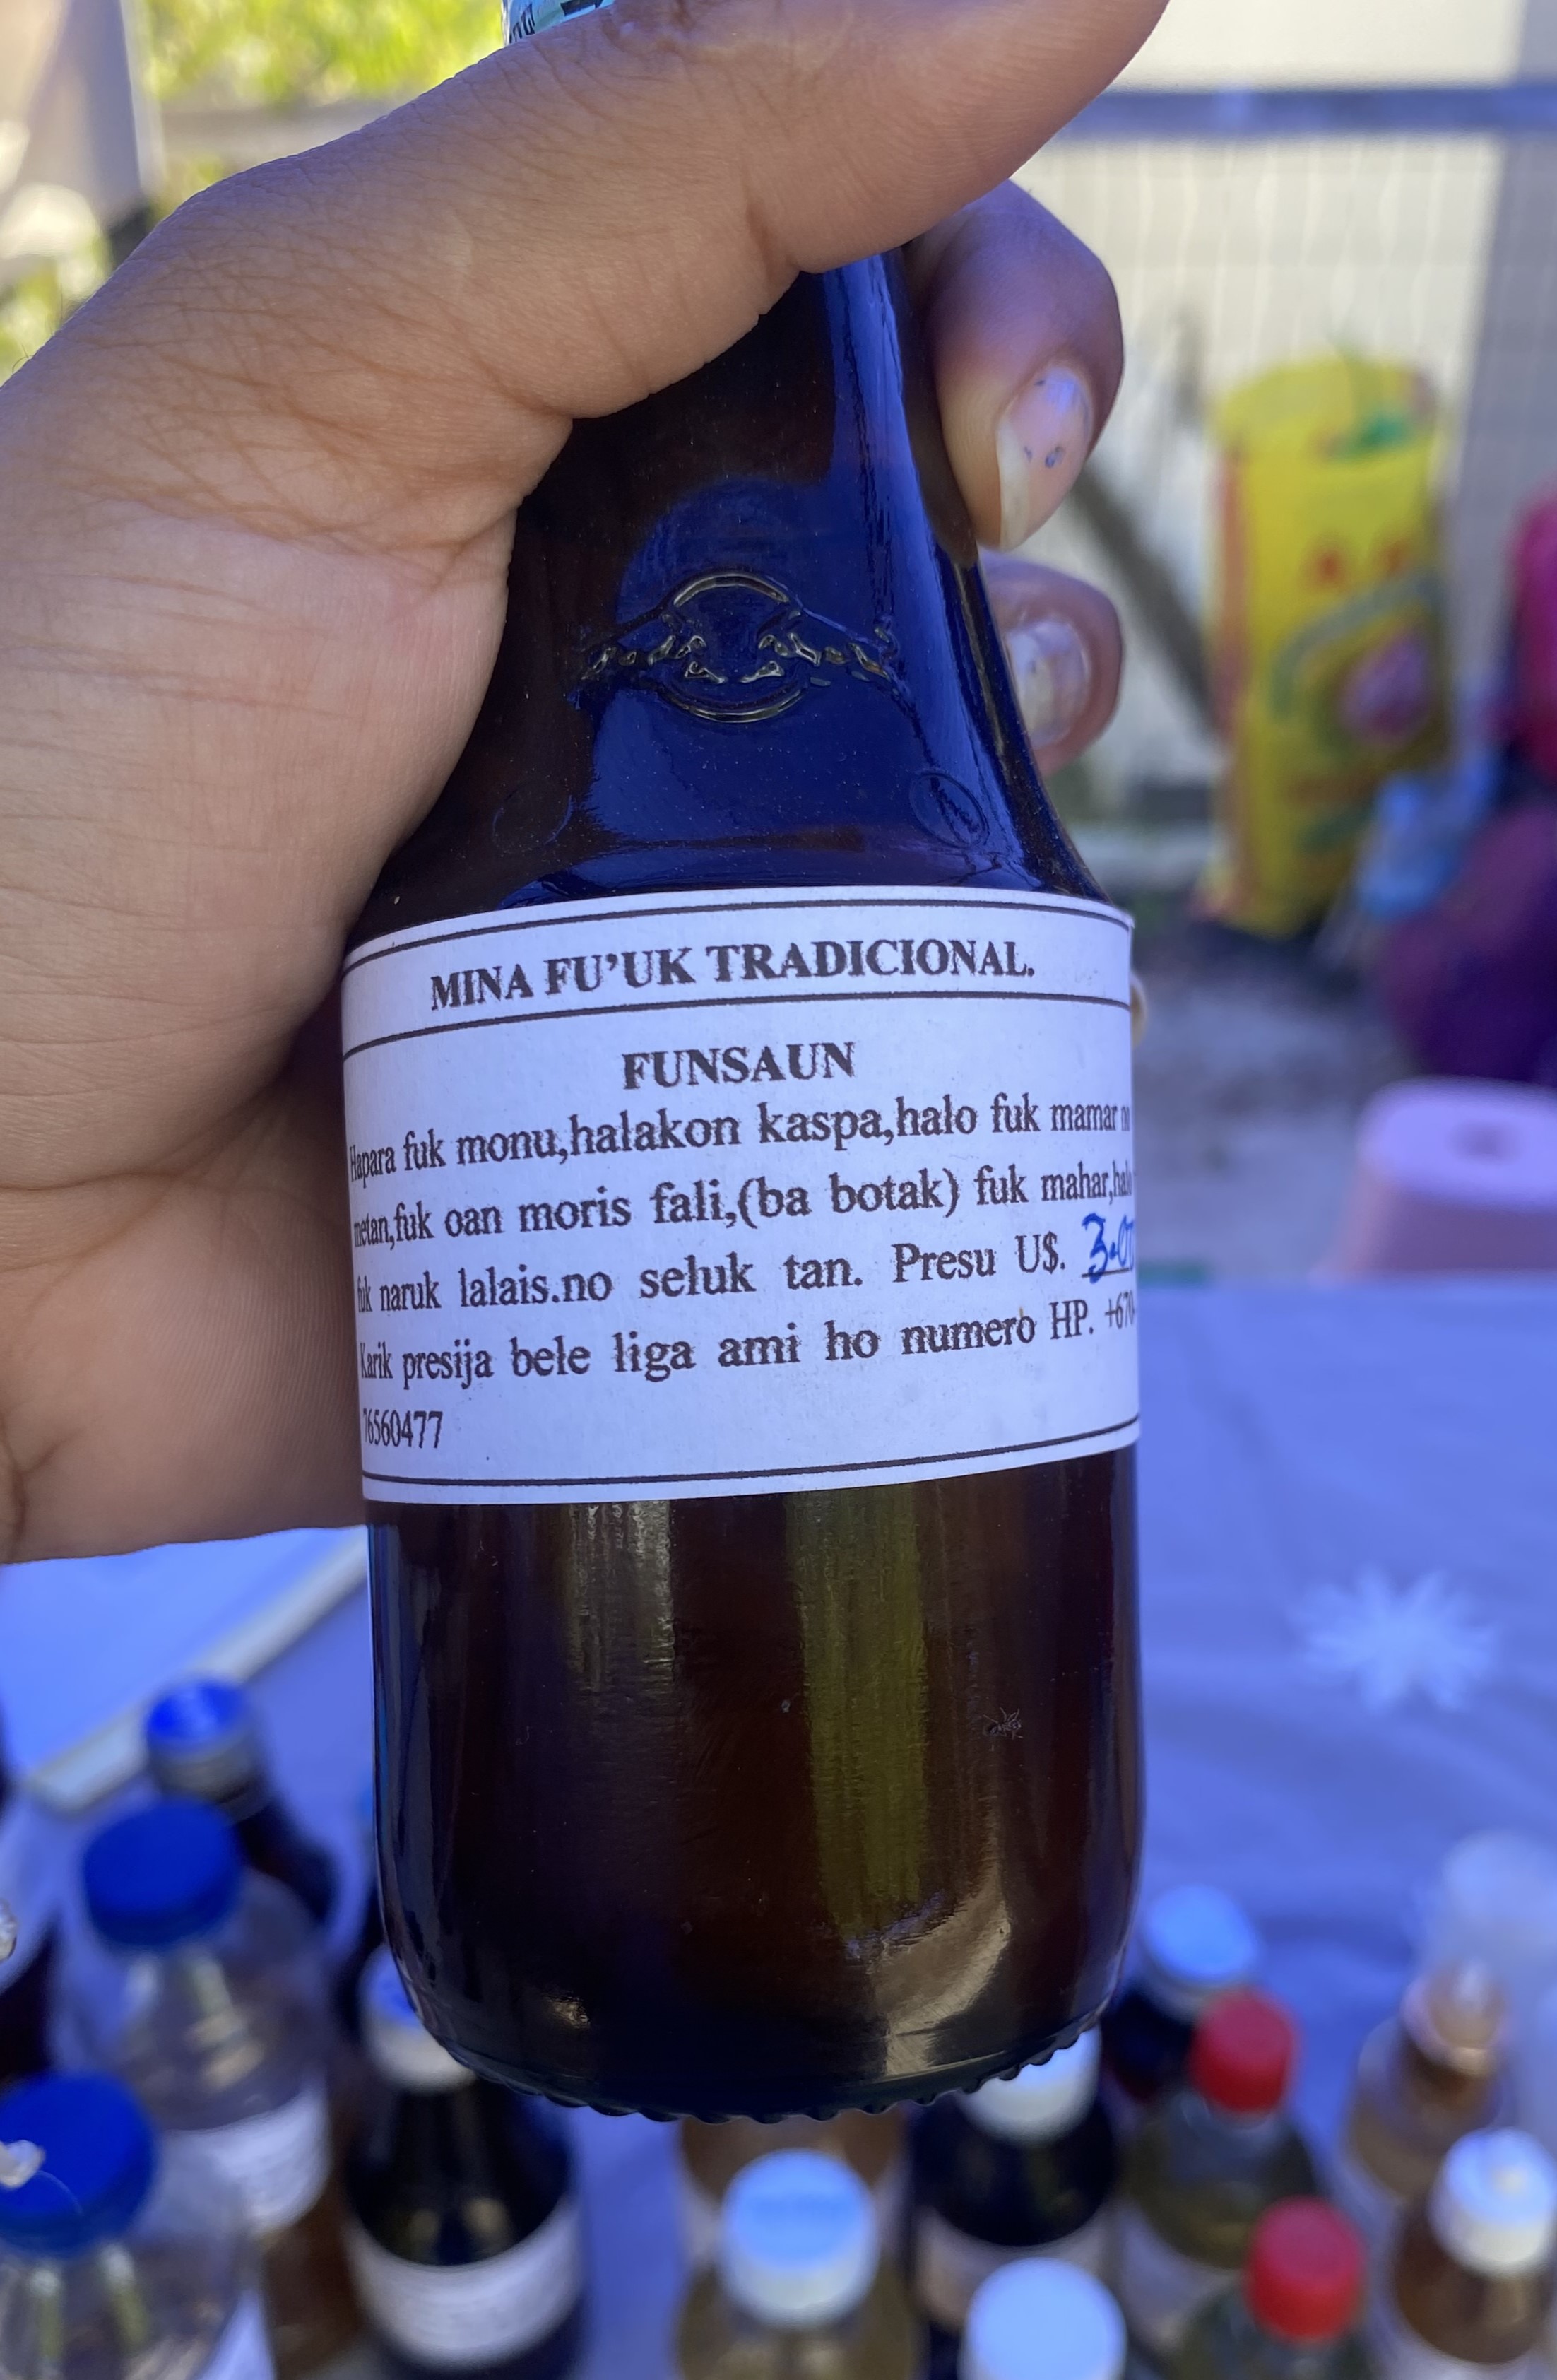 MINA FU'UK TRADICIONAL.
FUNSAUN
Hapara fuk monu,halakon kaspa,halo fuk mamar no
metan,fuk oan moris fali,(ba botak) fuk mahar,halo
fuk naruk lalais.no seluk tan. Presu U$. 3.00
Karik presija bele liga ami ho numero HP. +670-
76560477